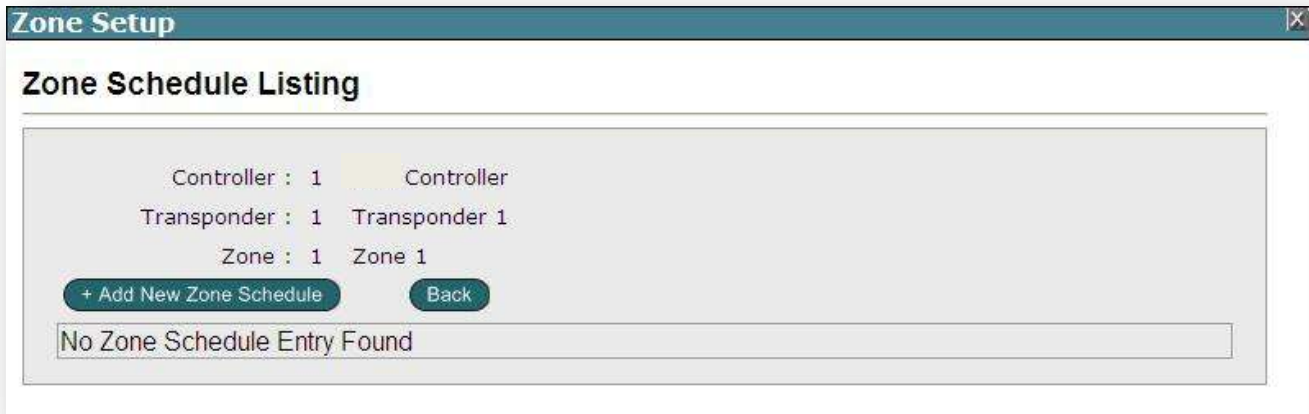 Zone Setup
X
Zone Schedule Listing
Controller : 1 Controller
Transponder : 1 Transponder 1
Zone : 1 Zone 1
+ Add New Zone Schedule Back
No Zone Schedule Entry Found